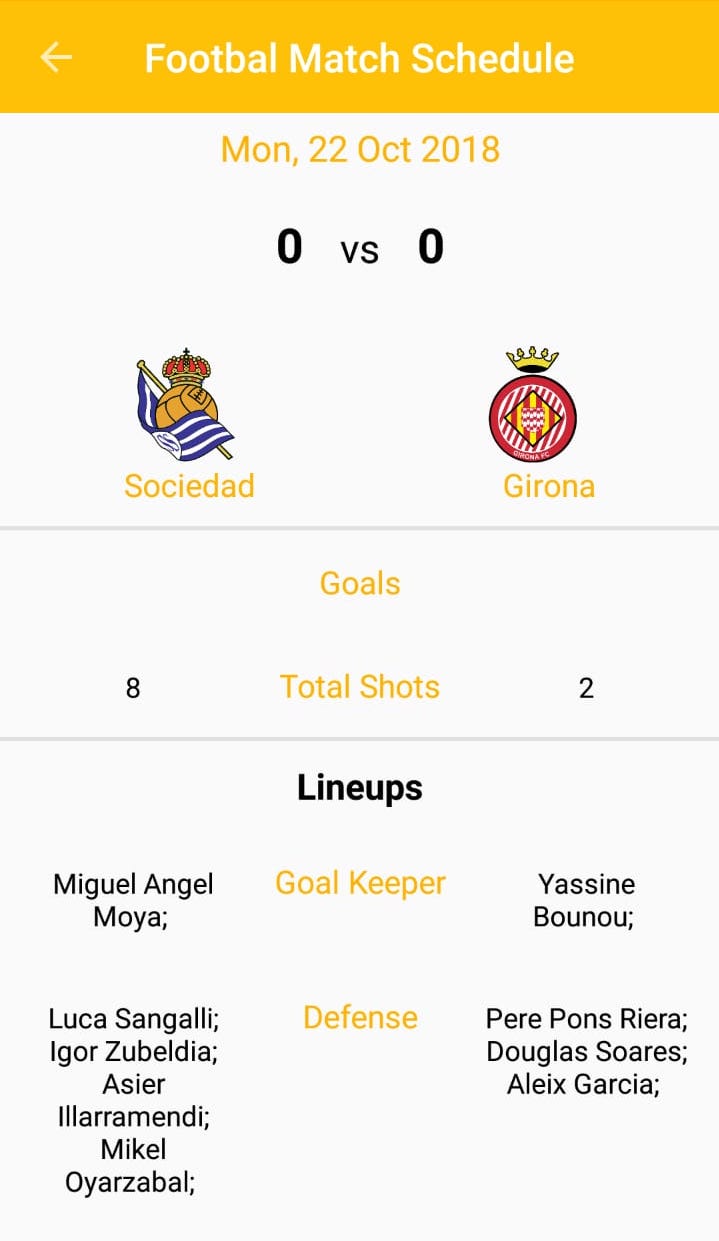 Footbal Match Schedule
Mon, 22 Oct 2018
0 vs 0
GIRONA FC
Sociedad Girona
Goals
8 Total Shots 2
Lineups
Miguel Angel
Moya;
Goal Keeper
Yassine
Bounou;
Luca Sangalli;
Igor Zubeldia;
Asier
Illarramendi;
Mikel
Oyarzabal;
Defense
Pere Pons Riera;
Douglas Soares;
Aleix Garcia;